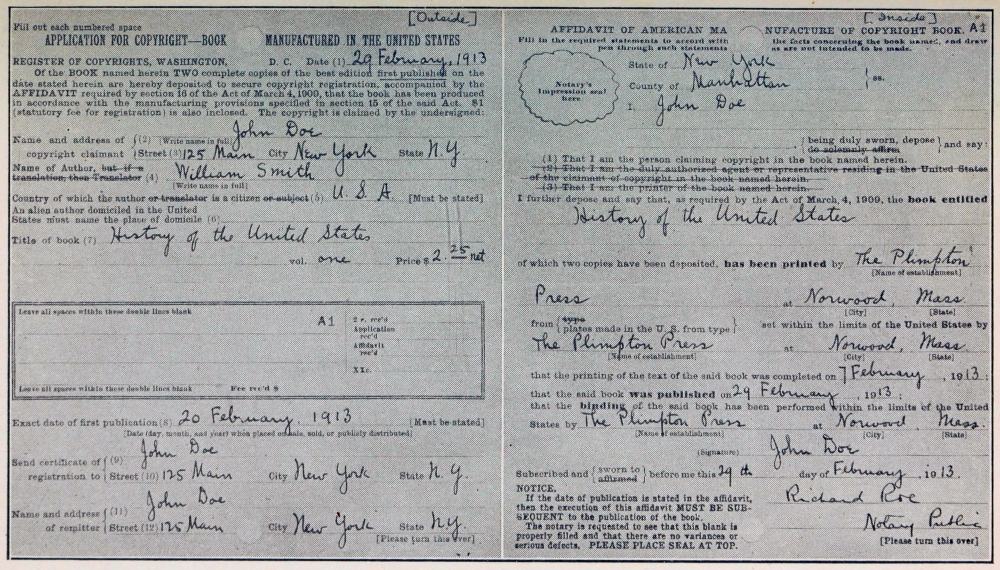 [Outside]
Fill out each numbered space
APPLICATION FOR COPYRIGHT—BOOK MANUFACTURED IN THE UNITED STATES
REGISTER OF COPYRIGHTS, WASHINGTON, D. C. Date (1) 29 February, 1913
Of the BOOK named herein TWO complete copies of the best edition first published on the
date stated herein are hereby deposited to secure copyright registration, accompanied by the
AFFIDAVIT required by section 16 of the Act of March 4, 1909, that the book has been produced
in accordance with the manufacturing provisions specified in section 15 of the said Act. $1
(statutory fee for registration) is also inclosed. The copyright is claimed by the undersigned:
John Doe
Name and address of (2) [Write name in full]
copyright claimant Street (3) 125 Main City New York State N.Y.
Name of Author, but if a
translation, then Translator (4) William Smith
[Write name in full]
Country of which the author or translator is a citizen or subject (5) U. S. A. [Must be stated]
An alien author domiciled in the United
States must name the place of domicile (6)
Title of book (7) History of the United States
vol. one Price $ 2.25 net
Leave all spaces within these double lines blank
A1
2 c. rec'd
Application
rec'd
Affidavit
rec'd
XXc.
Leave all spaces within these double lines blank Fee rec'd $
Exact date of first publication (8) 20 February, 1913 [Must be stated]
[Date (day, month, and year) when placed on sale, sold, or publicly distributed]
John Doe
Send certificate of (9)
registration to Street (10) 125 Main City New York State N.Y.
John Doe
Name and address (11)
of remitter Street (12) 125 Main City New York State N.Y.
[Please turn this over]
[Inside]
AFFIDAVIT OF AMERICAN MANUFACTURE OF COPYRIGHT BOOK. A1
Fill in the required statements to accord with the facts concerning the book named, and draw
pen through such statements as are not intended to be made.
Notary's
Impression seal
here
State of New York
County of Manhattan ss.
I, John Doe
being duly sworn, depose
do solemnly affirm and say:
(1) That I am the person claiming copyright in the book named herein.
(2) That I am the duly authorized agent or representative residing in the United States
of the claimant of copyright in the book named herein.
(3) That I am the printer of the book named herein.
I further depose and say that, as required by the Act of March 4, 1909, the book entitled
History of the United States
of which two copies have been deposited, has been printed by The Plimpton
[Name of establishment]
Press at Norwood, Mass.
[City] [State]
from type
plates made in the U. S. from type set within the limits of the United States by
The Plimpton Press at Norwood, Mass.
[Name of establishment] [City] [State]
that the printing of the text of the said book was completed on 7 February, 1913;
that the said book was published on 29 February, 1913;
that the binding of the said book has been performed within the limits of the United
States by The Plimpton Press at Norwood, Mass.
[Name of establishment] [City] [State]
(Signature) John Doe
Subscribed and sworn to
affirmed before me this 29 th day of February, 1913.
NOTICE.
If the date of publication is stated in the affidavit,
then the execution of this affidavit MUST BE SUB-
SEQUENT to the publication of the book.
The notary is requested to see that this blank is
properly filled and that there are no variances or
serious defects. PLEASE PLACE SEAL AT TOP.
Richard Roe
Notary Public
[Please turn this over]